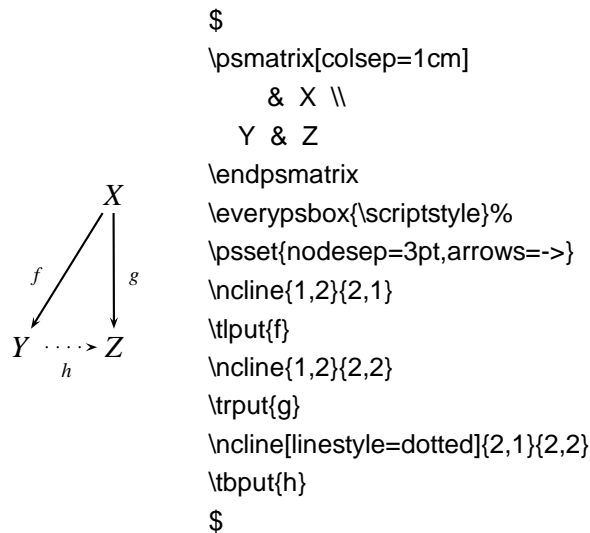 X
f g
Y Z
h
$
\psmatrix[colsep=1cm]
& X \\
Y & Z
\endpsmatrix
\everypsbox{\scriptstyle}%
\psset{nodesep=3pt,arrows=->}
\ncline{1,2}{2,1}
\tlput{f}
\ncline{1,2}{2,2}
\trput{g}
\ncline[linestyle=dotted]{2,1}{2,2}
\tbput{h}
$